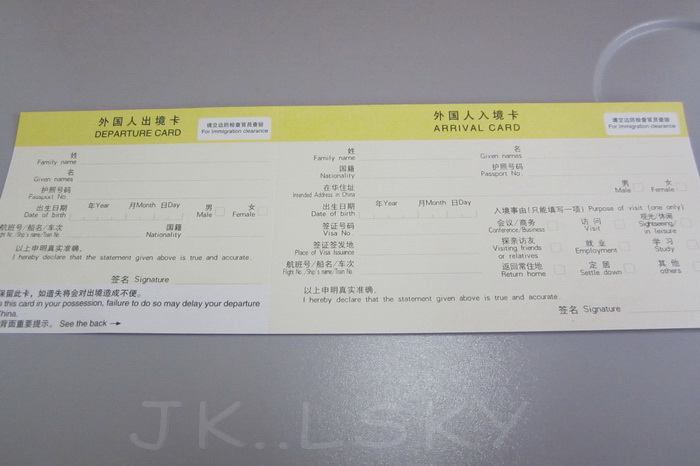 外国人出境卡
DEPARTURE CARD
请交边防检查官员查验
For Immigration clearance
姓
Family name
名
Given names
护照号码
Passport No.
出生日期 年Year 月Month 日Day 男 女
Date of birth Male Female
航班号/船名/车次 国籍
No./Ship's name/Train No. Nationality
以上申明真实准确。
I hereby declare that the statement given above is true and accurate.
签名 Signature
保留此卡,如遗失将会对出境造成不便。
this card in your possession, failure to do so may delay your departure
China.
背面重要提示。 See the back →
外国人入境卡
ARRIVAL CARD
请交边防检查官员查验
For Immigration clearance
姓 名
Family name Given names
国籍 护照号码
Nationality Passport No.
在华住址 男 女
Intended Address in China Male Female
出生日期 年Year 月Month 日Day
Date of birth
签证号码
Visa No.
签证签发地
Place of Visa Issuance
航班号/船名/车次
Flight No./Ship's name/Train No.
入境事由(只能填写一项) Purpose of visit (one only)
会议/商务 访问 观光/休闲
Conference/Business Visit Sightseeing/
in leisure
探亲访友 就业 学习
Visiting friends Employment Study
or relatives
返回常住地 定居 其他
Return home Settle down others
以上申明真实准确。
I hereby declare that the statement given above is true and accurate.
签名 Signature
JK..LSKY